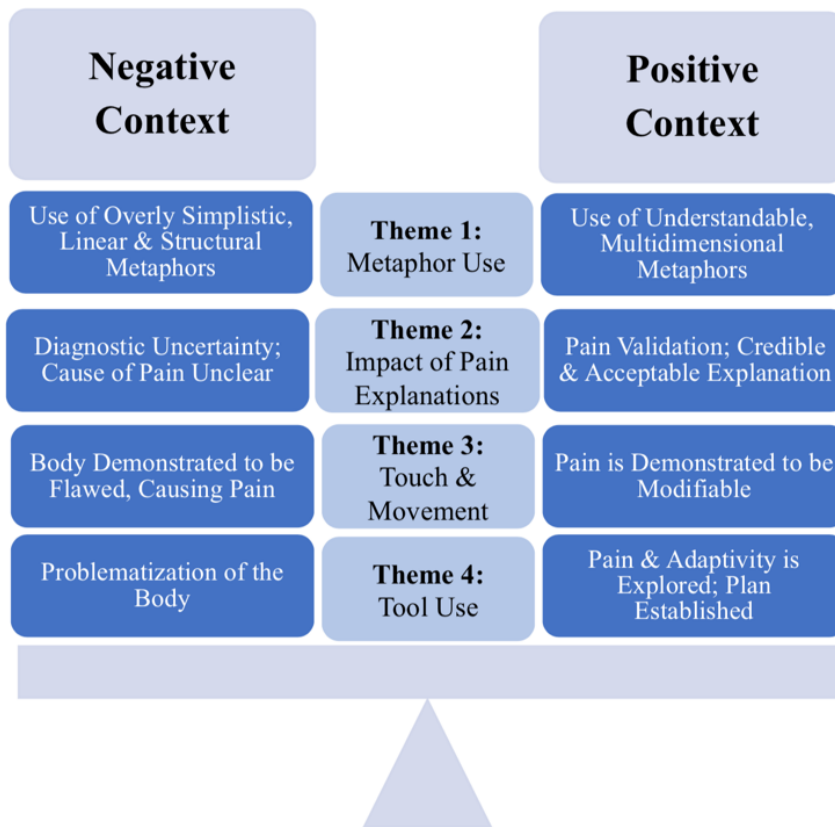 Negative
Context
Positive
Context
Use of Overly Simplistic,
Linear & Structural
Metaphors
Theme 1:
Metaphor Use
Use of Understandable,
Multidimensional
Metaphors
Diagnostic Uncertainty;
Cause of Pain Unclear
Theme 2:
Impact of Pain
Explanations
Pain Validation; Credible
& Acceptable Explanation
Body Demonstrated to be
Flawed, Causing Pain
Theme 3:
Touch &
Movement
Pain is Demonstrated to be
Modifiable
Problematization of the
Body
Theme 4:
Tool Use
Pain & Adaptivity is
Explored; Plan
Established